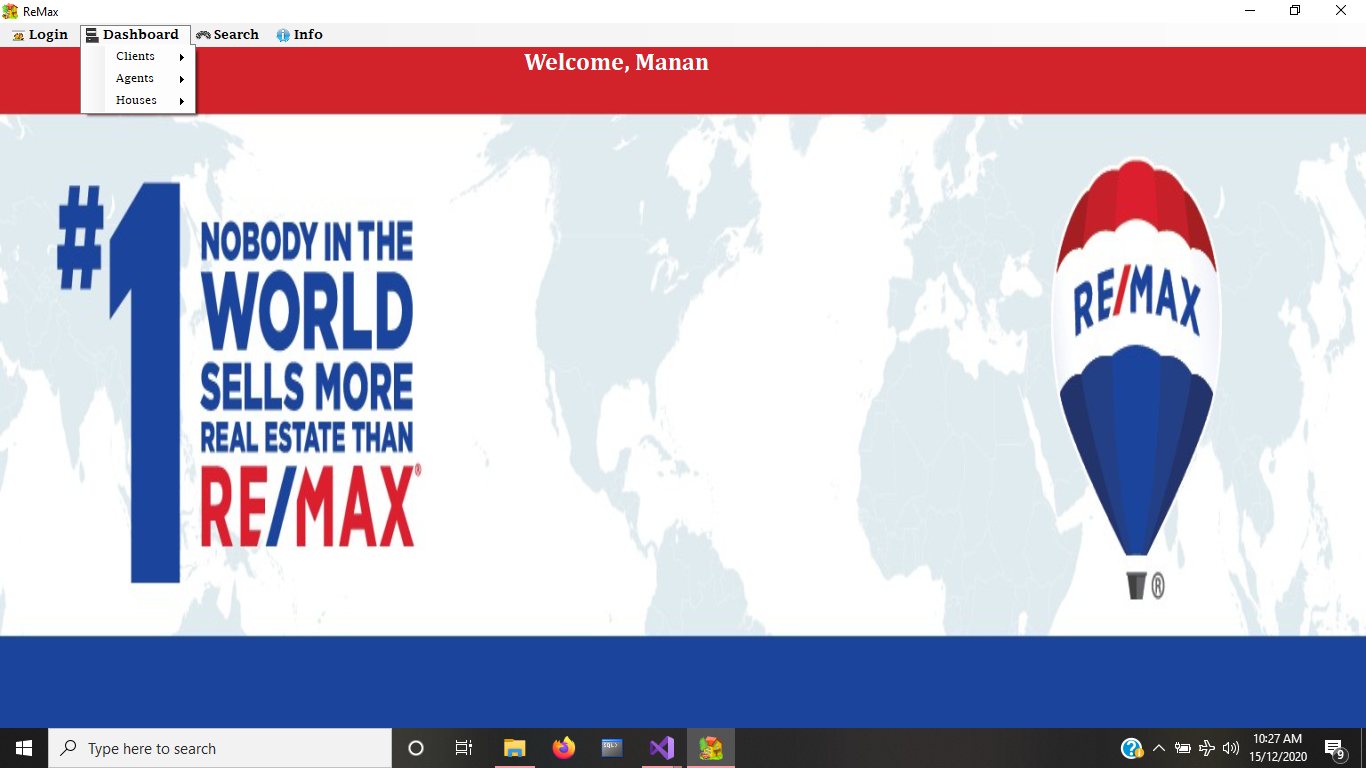 ReMax
Login Dashboard Search Info
Clients
Agents
Houses
Welcome, Manan
#1
NOBODY IN THE
WORLD
SELLS MORE
REAL ESTATE THAN
RE/MAX®
RE/MAX
®
Type here to search
10:27 AM
15/12/2020
9